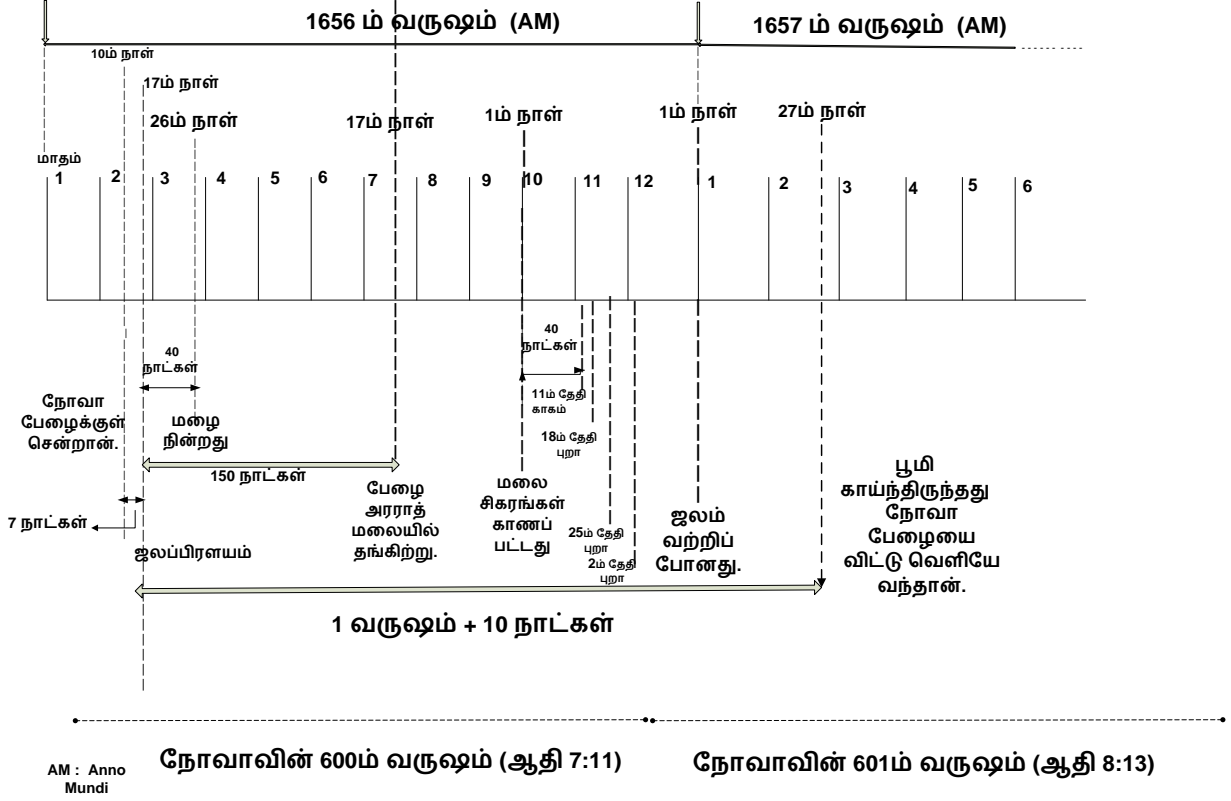 1656 ம் வருஷம் (AM)
1657 ம் வருஷம் (AM)
10ம் நாள்
17ம் நாள்
26ம் நாள்
17ம் நாள்
1ம் நாள்
1ம் நாள்
27ம் நாள்
மாதம்
1 2 3 4 5 6 7 8 9 10 11 12 1 2 3 4 5 6
40
நாட்கள்
40
நாட்கள்
நோவா
பேழைக்குள்
சென்றான்.
மழை
நின்றது
11ம் தேதி
காகம்
18ம் தேதி
புறா
150 நாட்கள்
பேழை
அரராத்
மலையில்
தங்கிற்று.
மலை
சிகரங்கள்
காணப்
பட்டது
25ம் தேதி
புறா
2ம் தேதி
புறா
ஜலம்
வற்றிப்
போனது.
பூமி
காய்ந்திருந்தது
நோவா
பேழையை
விட்டு வெளியே
வந்தான்.
7 நாட்கள்
ஜலப்பிரளயம்
1 வருஷம் + 10 நாட்கள்
நோவாவின் 600ம் வருஷம் (ஆதி 7:11)
நோவாவின் 601ம் வருஷம் (ஆதி 8:13)
AM : Anno
Mundi